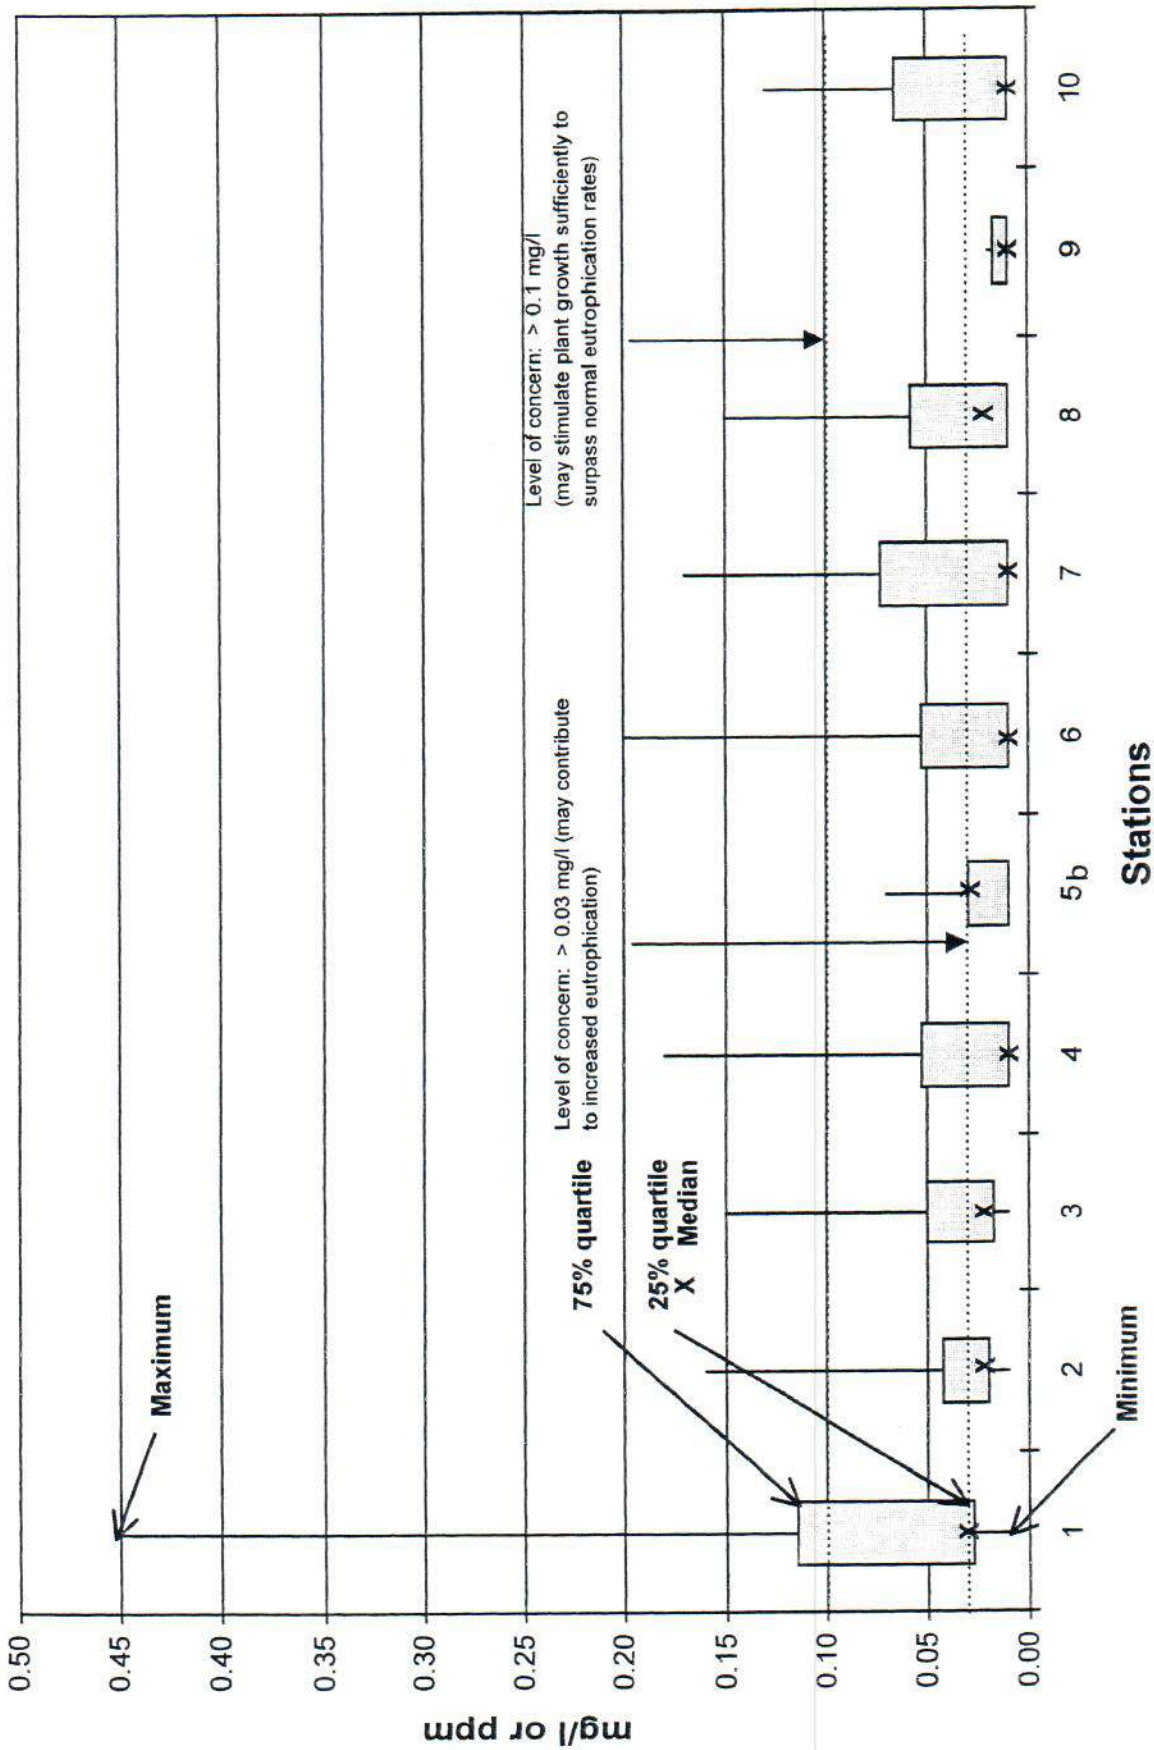 0.50
0.45
0.40
0.35
0.30
0.25
0.20
0.15
0.10
0.05
0.00
mg/l or ppm
Maximum
75% quartile
25% quartile
X Median
Minimum
Level of concern: > 0.03 mg/l (may contribute
to increased eutrophication)
Level of concern: > 0.1 mg/l
(may stimulate plant growth sufficiently to
surpass normal eutrophication rates)
1 2 3 4 5b 6 7 8 9 10
Stations